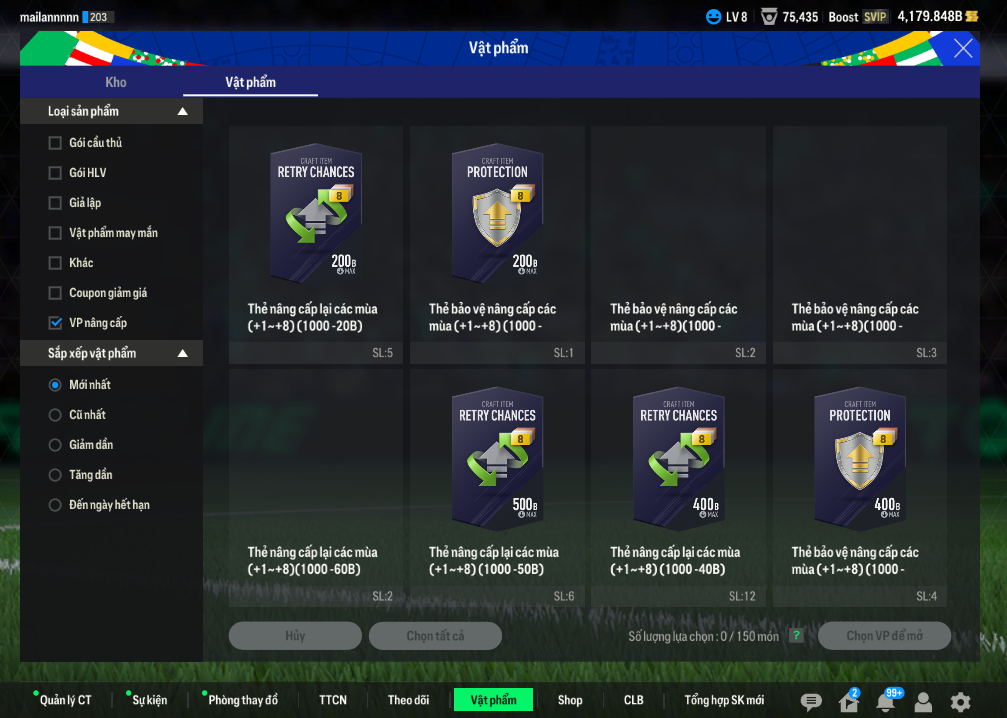 mailannnnn 203
LV 8 75,435 Boost SVIP 4,179.848B
Vật phẩm
Kho Vật phẩm
Loại sản phẩm
Gói cầu thủ
Gói HLV
Giả lập
Vật phẩm may mắn
Khác
Coupon giảm giá
VP nâng cấp
Sắp xếp vật phẩm
Mới nhất
Cũ nhất
Giảm dần
Tăng dần
Đến ngày hết hạn
CRAFT ITEM
RETRY CHANCES
8
200B
MAX
Thẻ nâng cấp lại các mùa
(+1~+8) (1000 -20B)
SL:5
CRAFT ITEM
PROTECTION
8
200B
MAX
Thẻ bảo vệ nâng cấp các
mùa (+1~+8) (1000 -
SL:1
Thẻ bảo vệ nâng cấp các
mùa (+1~+8)(1000 -
SL:2
Thẻ bảo vệ nâng cấp các
mùa (+1~+8)(1000 -
SL:3
Thẻ nâng cấp lại các mùa
(+1~+8)(1000 -60B)
SL:2
CRAFT ITEM
RETRY CHANCES
8
500B
MAX
Thẻ nâng cấp lại các mùa
(+1~+8) (1000 -50B)
SL:6
CRAFT ITEM
RETRY CHANCES
8
400B
MAX
Thẻ nâng cấp lại các mùa
(+1~+8) (1000 -40B)
SL:12
CRAFT ITEM
PROTECTION
8
400B
MAX
Thẻ bảo vệ nâng cấp các
mùa (+1~+8) (1000 -
SL:4
Hủy Chọn tất cả Số lượng lựa chọn : 0 / 150 món ? Chọn VP để mở
Quản lý CT Sự kiện Phòng thay đồ TTCN Theo dõi Vật phẩm Shop CLB Tổng hợp SK mới 2 99+